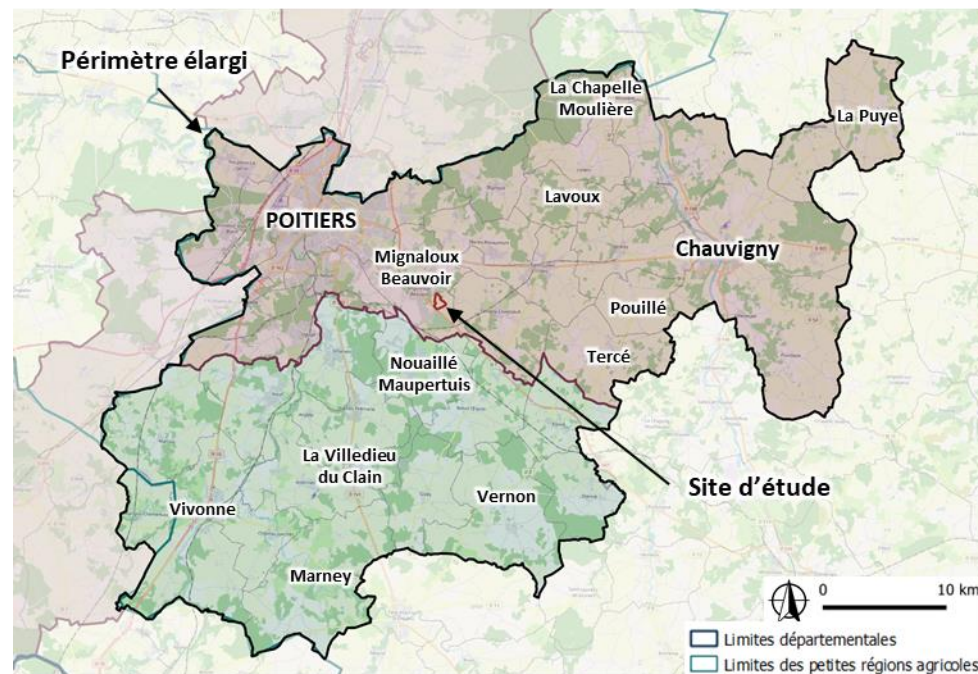 Périmètre élargi
La Chapelle
Moulière
La Puye
POITIERS
Lavoux
Mignaloux
Beauvoir
Chauvigny
Pouillé
Tercé
Nouaillé
Maupertuis
La Villedieu
du Clain
Site d'étude
Vernon
Vivonne
Marney
0 10 km
Limites départementales
Limites des petites régions agricoles